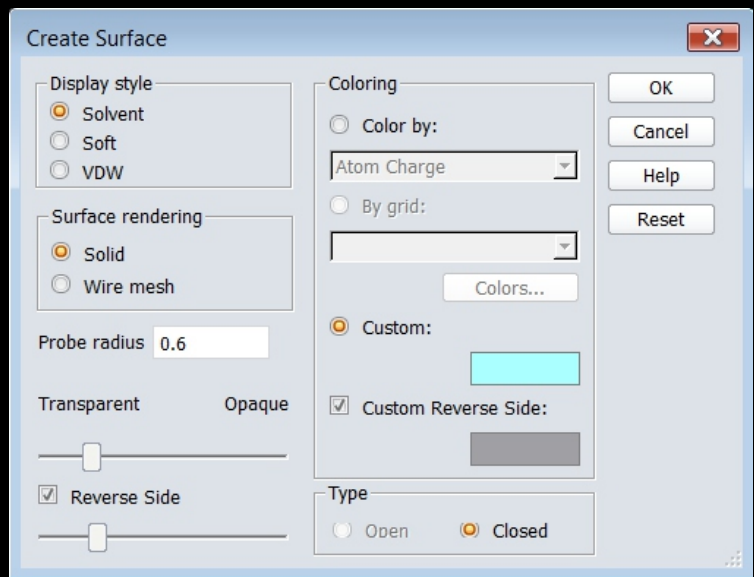 Create Surface
Display style
Solvent
Soft
VDW
Surface rendering
Solid
Wire mesh
Probe radius 0.6
Transparent Opaque
Reverse Side
Coloring
Color by:
Atom Charge
By grid:
Colors...
Custom:
Custom Reverse Side:
Type
Open Closed
OK
Cancel
Help
Reset